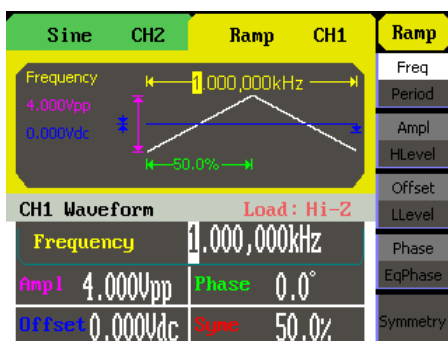 Sine CH2 Ramp CH1 Ramp
Frequency 1.000,000kHz
4.000Vpp
0.000Vdc
50.0%
Freq
Period
Ampl
HLevel
Offset
LLevel
Phase
EqPhase
Symmetry
CH1 Waveform Load: Hi-Z
Frequency 1.000,000kHz
Ampl 4.000Vpp Phase 0.0°
Offset 0.000Vdc Syme 50.0%